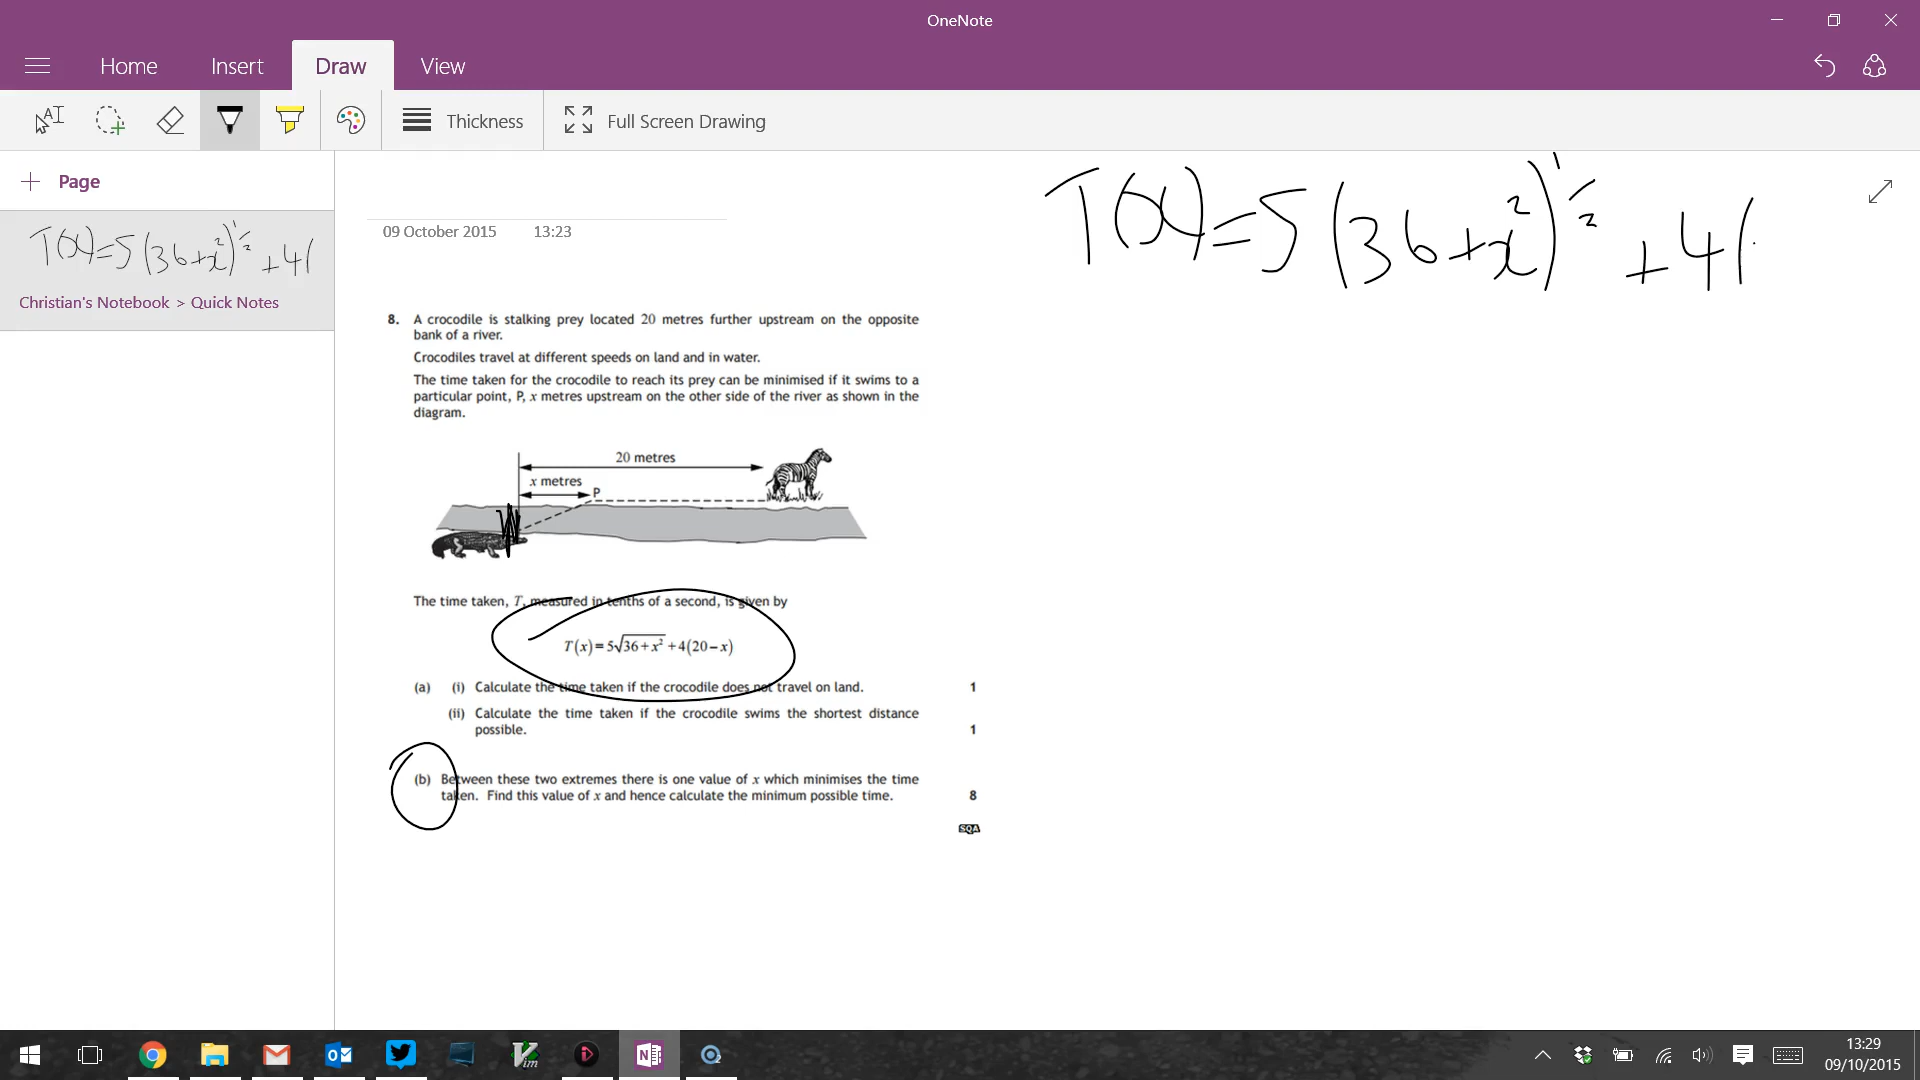 OneNote
Home Insert Draw View
Thickness Full Screen Drawing
Page
T(x)=5(36+x²)^½ +4(
Christian's Notebook > Quick Notes
T(x)=5(36+x²)^½ +4(
09 October 2015 13:23
8. A crocodile is stalking prey located 20 metres further upstream on the opposite
bank of a river.
Crocodiles travel at different speeds on land and in water.
The time taken for the crocodile to reach its prey can be minimised if it swims to a
particular point, P, x metres upstream on the other side of the river as shown in the
diagram.
20 metres
x metres
P
The time taken, T, measured in tenths of a second, is given by
T(x)=5√36+x² +4(20−x)
(a) (i) Calculate the time taken if the crocodile does not travel on land. 1
(ii) Calculate the time taken if the crocodile swims the shortest distance
possible. 1
(b) Between these two extremes there is one value of x which minimises the time
taken. Find this value of x and hence calculate the minimum possible time. 8
SQA
13:29
09/10/2015